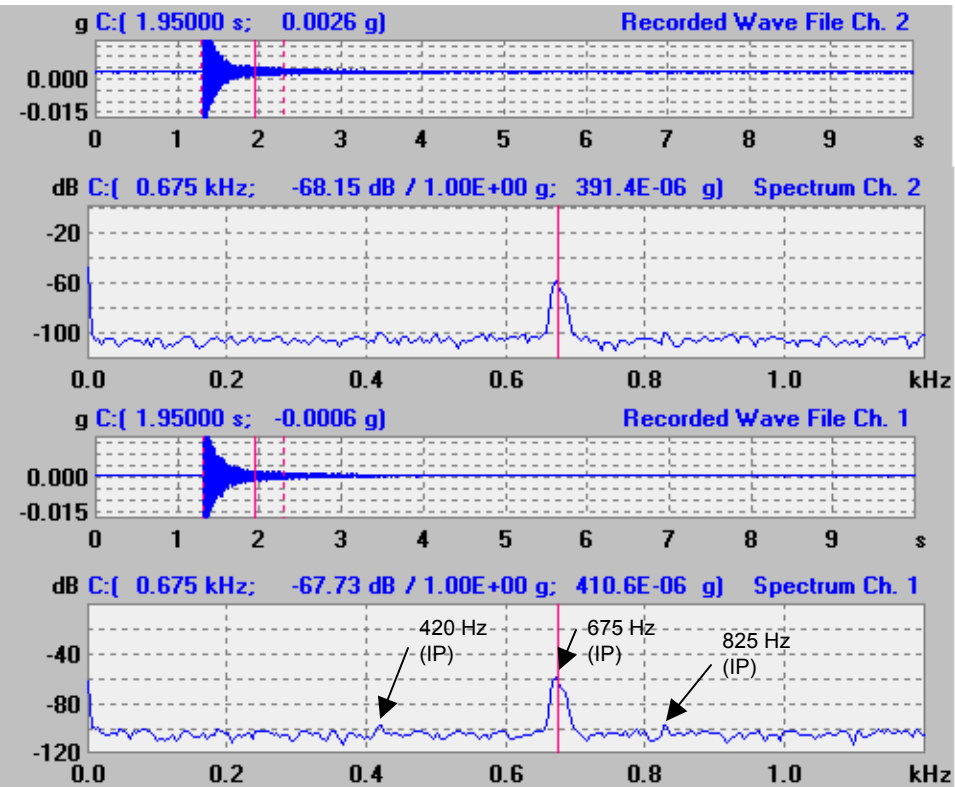 g C:( 1.95000 s; 0.0026 g) Recorded Wave File Ch. 2
0.000
-0.015
0 1 2 3 4 5 6 7 8 9 s
dB C:( 0.675 kHz; -68.15 dB / 1.00E+00 g; 391.4E-06 g) Spectrum Ch. 2
-20
-60
-100
0.0 0.2 0.4 0.6 0.8 1.0 kHz
g C:( 1.95000 s; -0.0006 g) Recorded Wave File Ch. 1
0.000
-0.015
0 1 2 3 4 5 6 7 8 9 s
dB C:( 0.675 kHz; -67.73 dB / 1.00E+00 g; 410.6E-06 g) Spectrum Ch. 1
420 Hz
(IP)
675 Hz
(IP)
825 Hz
(IP)
-40
-80
-120
0.0 0.2 0.4 0.6 0.8 1.0 kHz